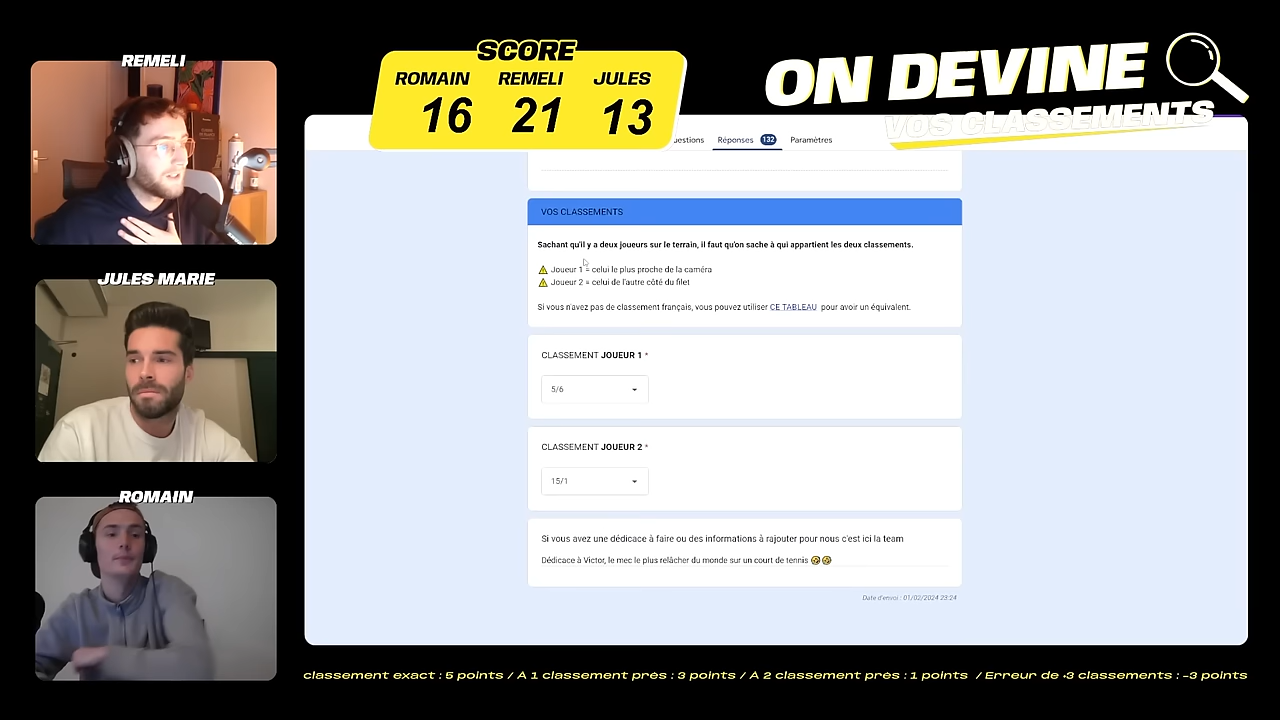 REMELI
SCORE
ROMAIN REMELI JULES
16 21 13
ON DEVINE
VOS CLASSEMENTS
Réponses 132 Paramètres
VOS CLASSEMENTS
Sachant qu'il y a deux joueurs sur le terrain, il faut qu'on sache à qui appartient les deux classements.
⚠ Joueur 1 = celui le plus proche de la caméra
⚠ Joueur 2 = celui de l'autre côté du filet
Si vous n'avez pas de classement français, vous pouvez utiliser CE TABLEAU pour avoir un équivalent.
JULES MARIE
CLASSEMENT JOUEUR 1 *
5/6
CLASSEMENT JOUEUR 2 *
15/1
ROMAIN
Si vous avez une dédicace à faire ou des informations à rajouter pour nous c'est ici la team
Dédicace à Victor, le mec le plus relâcher du monde sur un court de tennis 🤣🤣
Date d'envoi : 01/02/2024 23:24
classement exact : 5 points / À 1 classement près : 3 points / À 2 classement près : 1 points / Erreur de +3 classements : -3 points